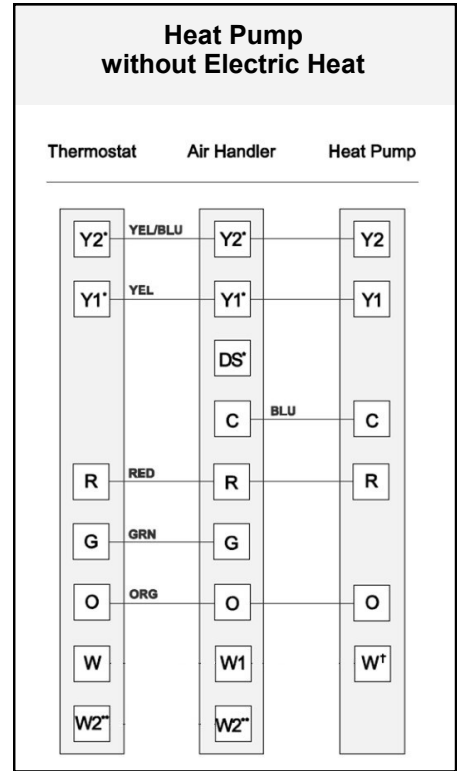 Heat Pump
without Electric Heat
Thermostat Air Handler Heat Pump
Y2* YEL/BLU Y2* Y2
Y1* YEL Y1* Y1
DS*
C BLU C
R RED R R
G GRN G
O ORG O O
W W1 W†
W2** W2**